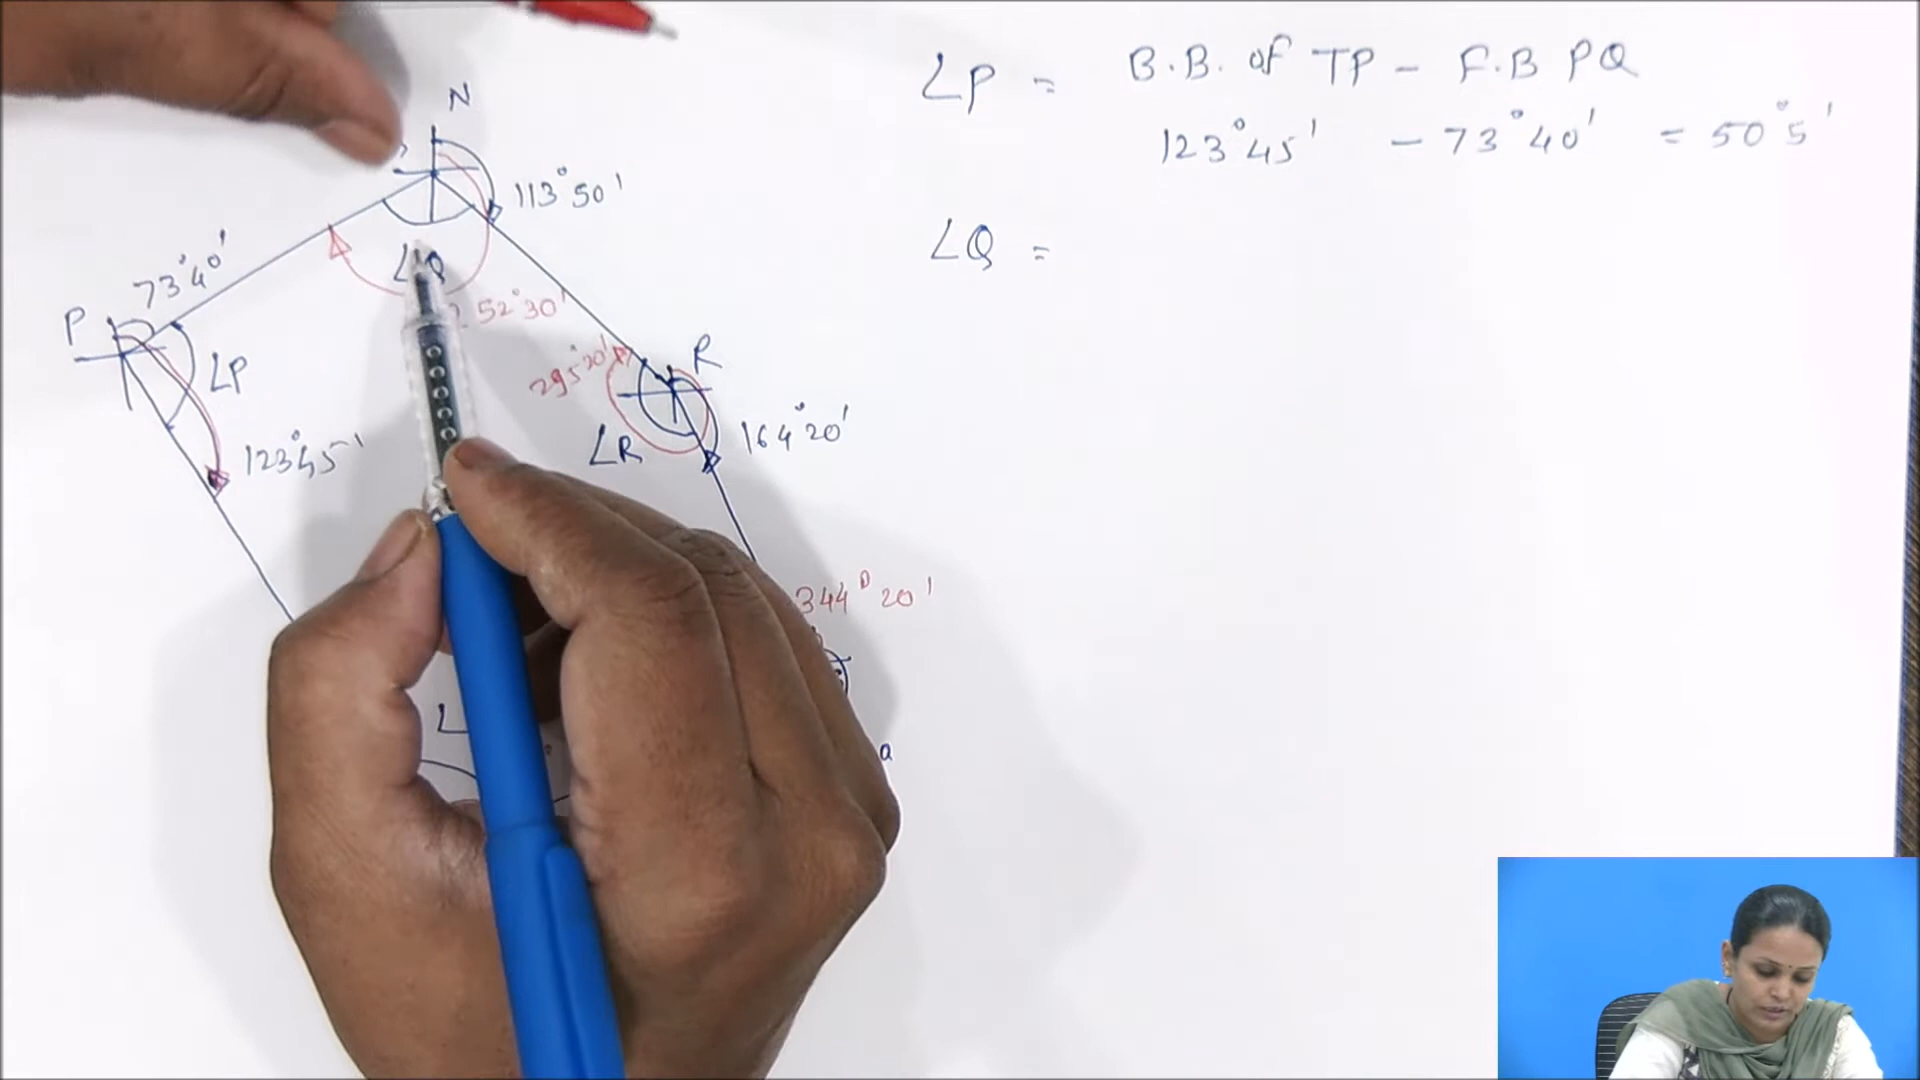 ∠P = B.B. of TP - F.B PQ
123°45' - 73°40' = 50°5'
∠Q =
N
113°50'
∠Q
73°40'
P
252°30'
295°20'
R
∠P
∠R
164°20'
123°45'
344°20'